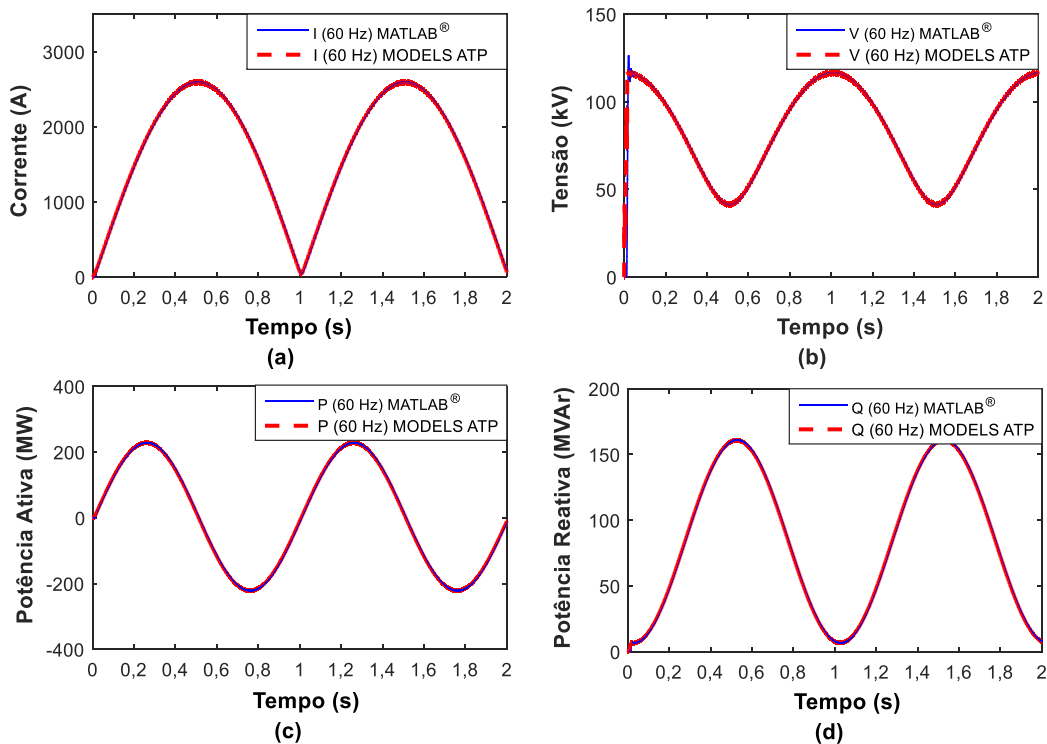 I (60 Hz) MATLAB®
I (60 Hz) MODELS ATP
Corrente (A)
3000
2000
1000
0
0 0,2 0,4 0,6 0,8 1 1,2 1,4 1,6 1,8 2
Tempo (s)
(a)
V (60 Hz) MATLAB®
V (60 Hz) MODELS ATP
Tensão (kV)
150
100
50
0
0 0,2 0,4 0,6 0,8 1 1,2 1,4 1,6 1,8 2
Tempo (s)
(b)
P (60 Hz) MATLAB®
P (60 Hz) MODELS ATP
Potência Ativa (MW)
400
200
0
-200
-400
0 0,2 0,4 0,6 0,8 1 1,2 1,4 1,6 1,8 2
Tempo (s)
(c)
Q (60 Hz) MATLAB®
Q (60 Hz) MODELS ATP
Potência Reativa (MVAr)
200
150
100
50
0
0 0,2 0,4 0,6 0,8 1 1,2 1,4 1,6 1,8 2
Tempo (s)
(d)